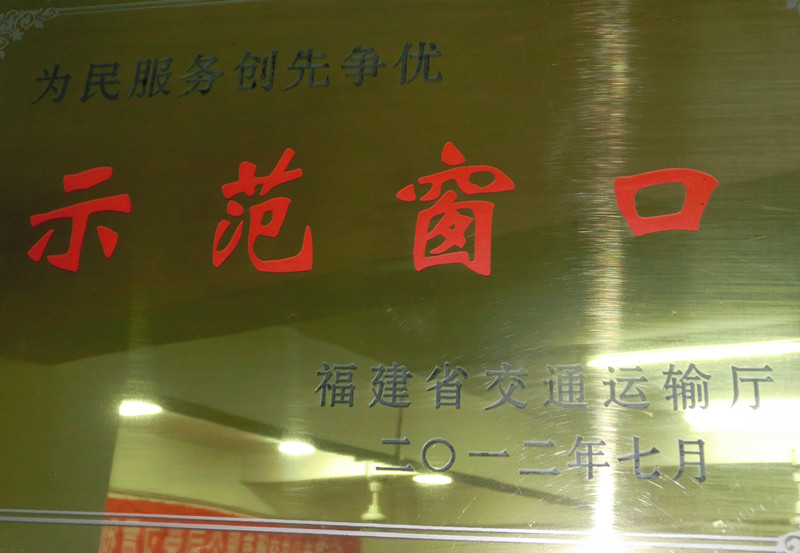 为民服务创先争优
示范窗口
福建省交通运输厅
二〇一二年七月